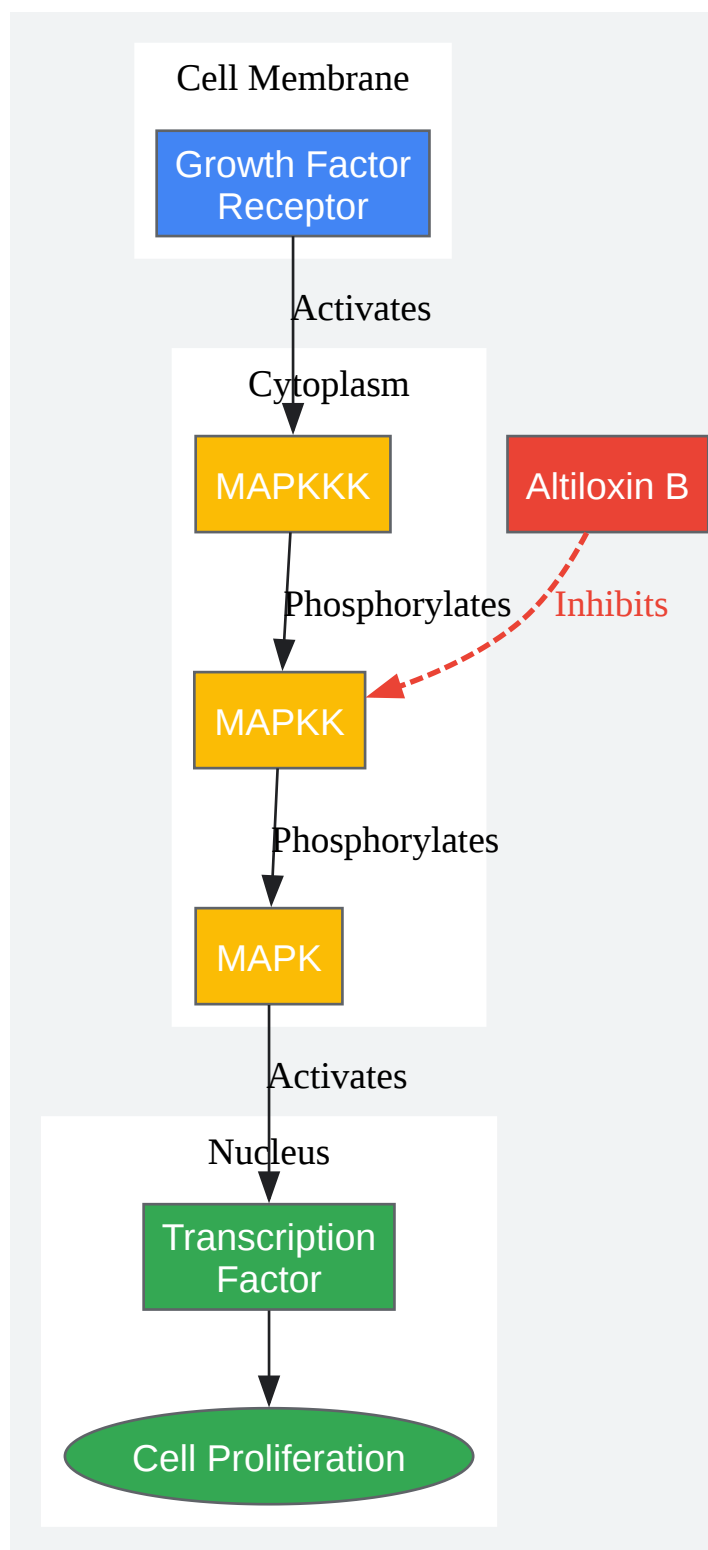 Cell Membrane
Growth Factor
Receptor
Activates
Cytoplasm
MAPKKK
Altiloxin B
Phosphorylates
Inhibits
MAPKK
Phosphorylates
MAPK
Activates
Nucleus
Transcription
Factor
Cell Proliferation